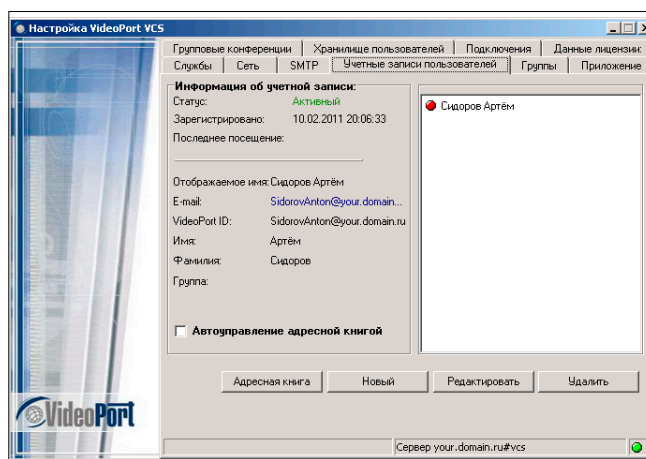 Настройка VideoPort VCS
Групповые конференции
Хранилище пользователей
Подключения
Данные лицензии:
Службы
Сеть
SMTP
Учетные записи пользователей
Группы
Приложение
Информация об учетной записи:
Статус: Активный
Зарегистрировано: 10.02.2011 20:06:33
Последнее посещение:
Отображаемое имя: Сидоров Артём
E-mail: SidorovAnton@your.domain...
VideoPort ID: SidorovAnton@your.domain.ru
Имя: Артём
Фамилия: Сидоров
Группа:
Автоуправление адресной книгой
Сидоров Артём
Адресная книга
Новый
Редактировать
Удалить
VideoPort
Сервер your.domain.ru#vcs